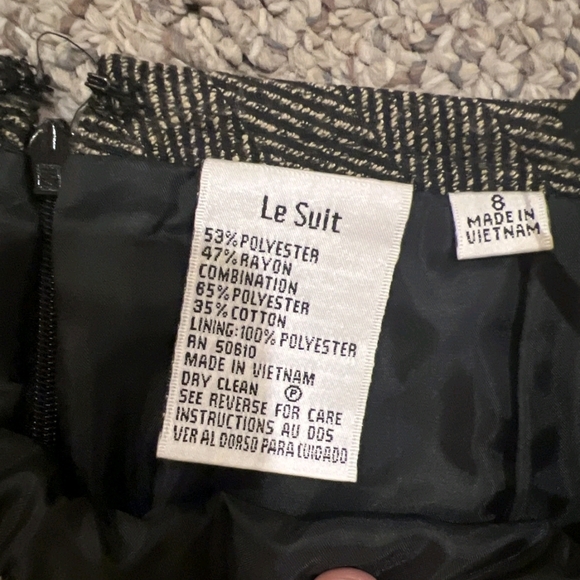 Le Suit
53% POLYESTER
47% RAYON
COMBINATION
65% POLYESTER
35% COTTON
LINING: 100% POLYESTER
RN 50610
MADE IN VIETNAM
DRY CLEAN Ⓟ
SEE REVERSE FOR CARE
INSTRUCTIONS AU DOS
VER AL DORSO PARA CUIDADO
8
MADE IN
VIETNAM